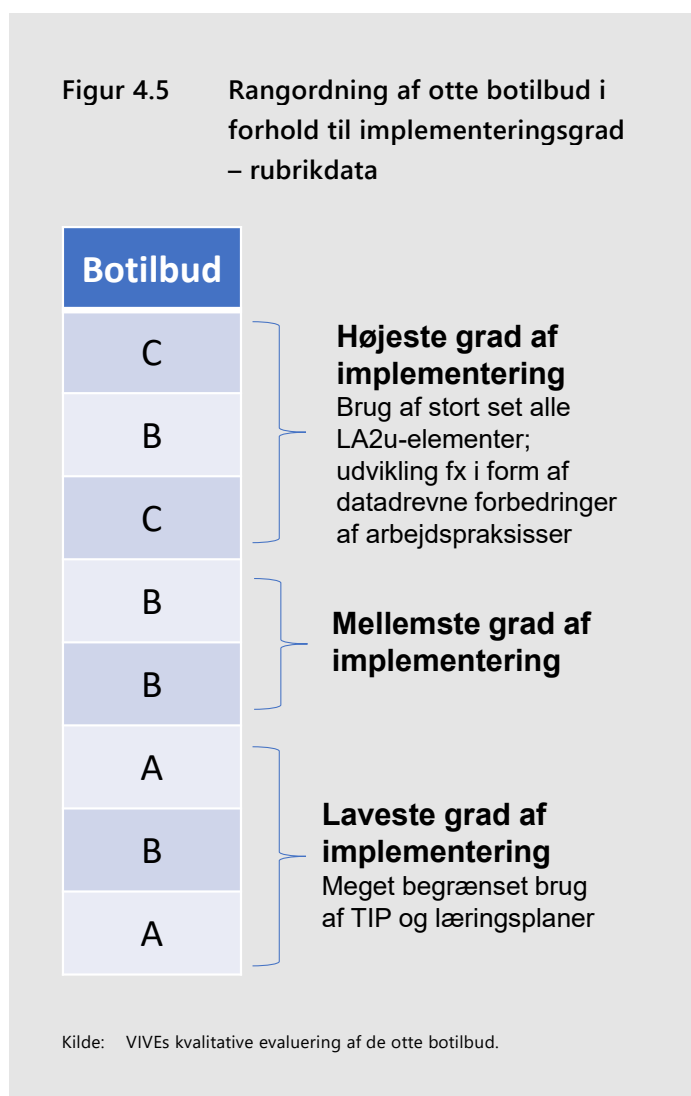 Figur 4.5 Rangordning af otte botilbud i
forhold til implementeringsgrad
– rubrikdata
Botilbud
C
B
C
Højeste grad af
implementering
Brug af stort set alle
LA2u-elementer;
udvikling fx i form af
datadrevne forbedringer
af arbejdspraksisser
B
B
Mellemste grad af
implementering
A
B
A
Laveste grad af
implementering
Meget begrænset brug
af TIP og læringsplaner
Kilde: VIVEs kvalitative evaluering af de otte botilbud.